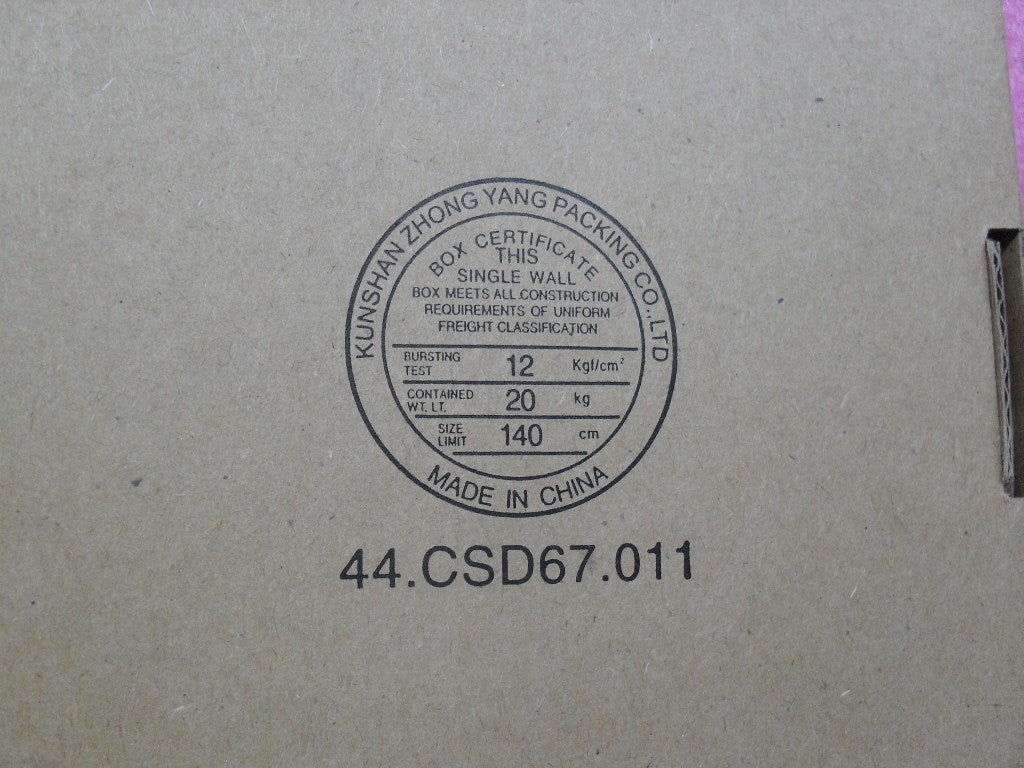 KUNSHAN ZHONG YANG PACKING CO.,LTD
BOX CERTIFICATE
THIS
SINGLE WALL
BOX MEETS ALL CONSTRUCTION
REQUIREMENTS OF UNIFORM
FREIGHT CLASSIFICATION
BURSTING TEST 12 Kgf/cm²
CONTAINED WT. LT. 20 kg
SIZE LIMIT 140 cm
MADE IN CHINA
44.CSD67.011